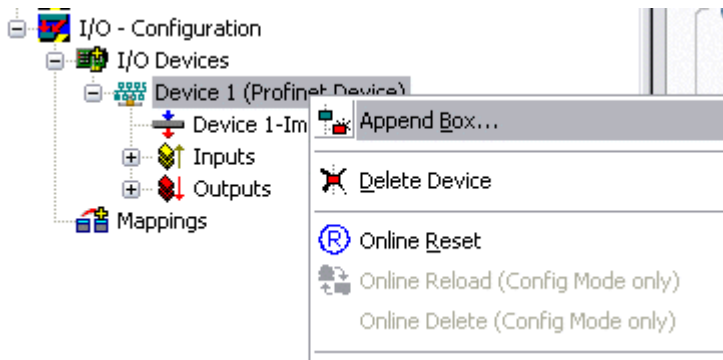 I/O - Configuration
I/O Devices
Device 1 (Profinet Device)
Append Box...
Device 1-Im
Inputs
Delete Device
Outputs
Mappings
Online Reset
Online Reload (Config Mode only)
Online Delete (Config Mode only)